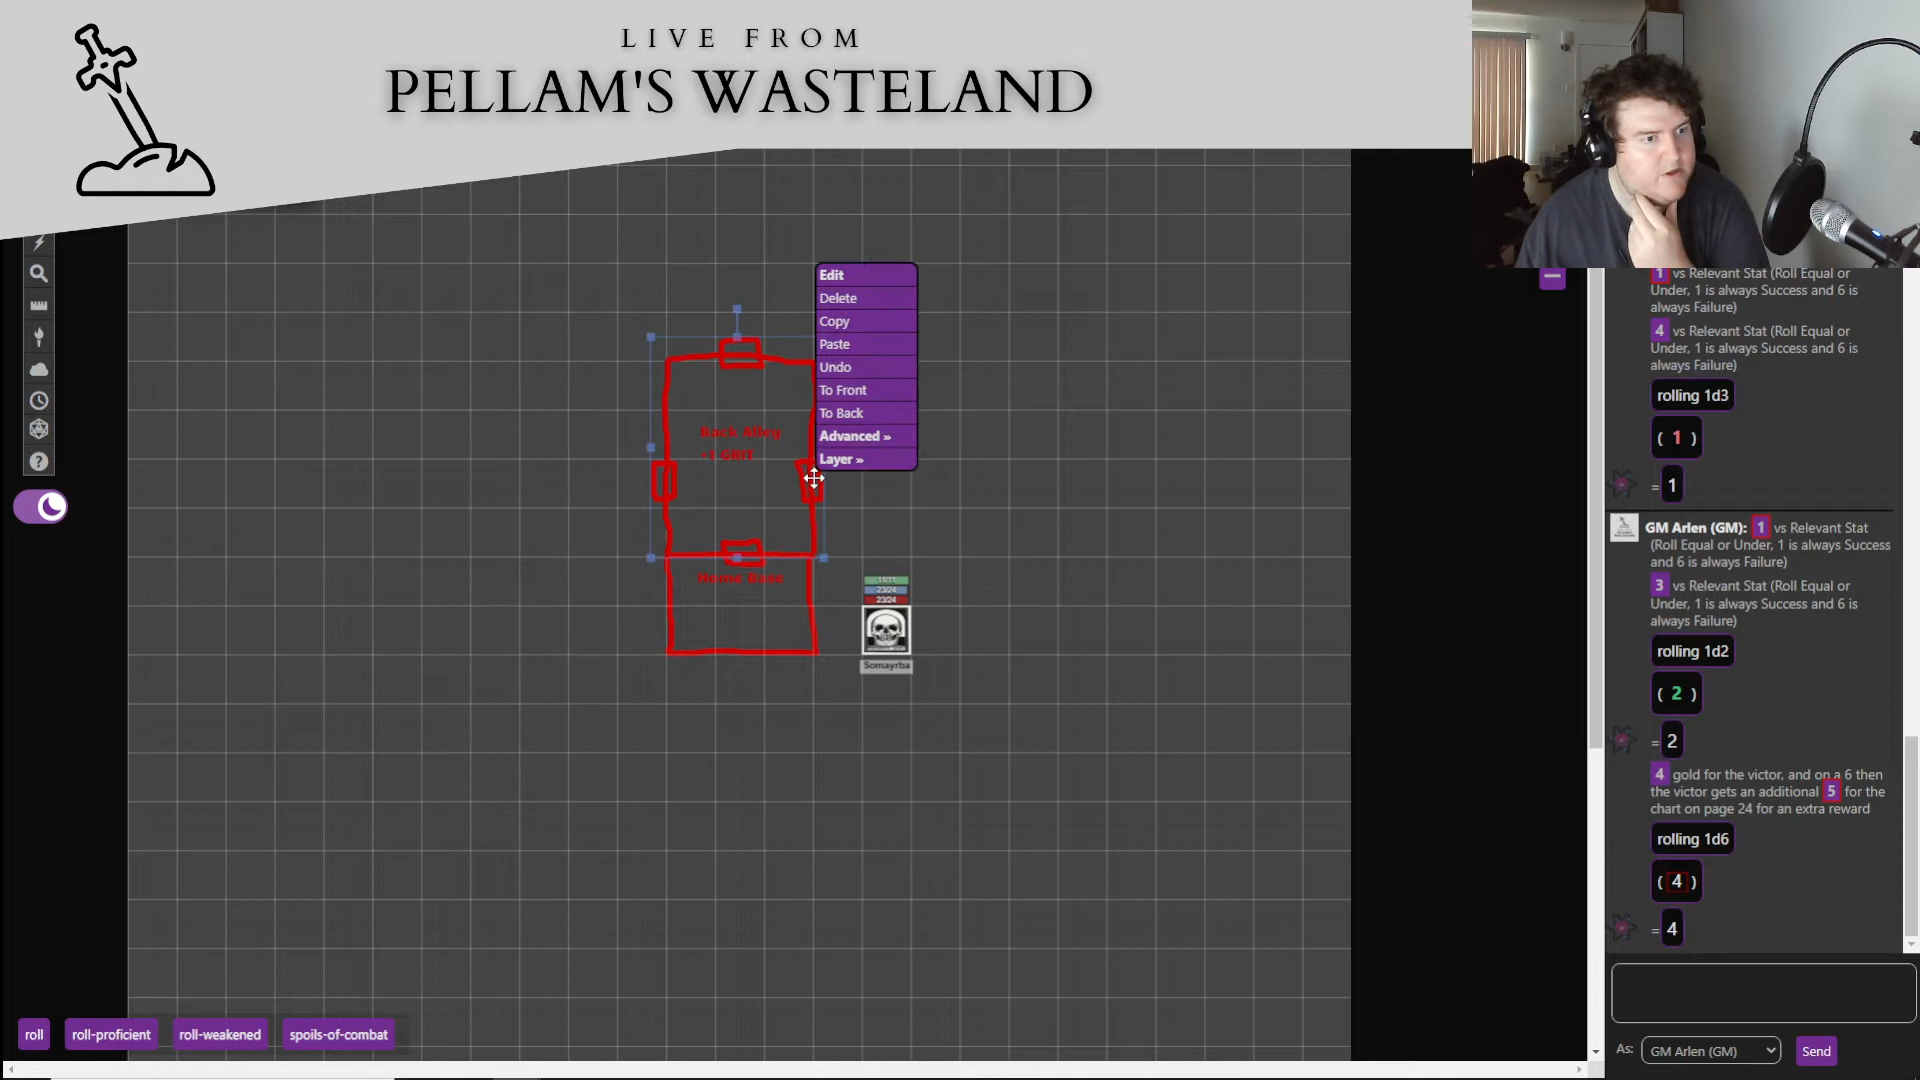 LIVE FROM
PELLAM'S WASTELAND
Edit
Delete
Copy
Paste
Undo
To Front
To Back
Advanced »
Layer »
Back Alley
+1 GRIT
Home Base
11/11
23/24
23/24
Somayrba
1 vs Relevant Stat (Roll Equal or
Under, 1 is always Success and 6 is
always Failure)
4 vs Relevant Stat (Roll Equal or
Under, 1 is always Success and 6 is
always Failure)
rolling 1d3
( 1 )
= 1
GM Arlen (GM): 1 vs Relevant Stat
(Roll Equal or Under, 1 is always Success
and 6 is always Failure)
3 vs Relevant Stat (Roll Equal or
Under, 1 is always Success and 6 is
always Failure)
rolling 1d2
( 2 )
= 2
4 gold for the victor, and on a 6 then
the victor gets an additional 5 for the
chart on page 24 for an extra reward
rolling 1d6
( 4 )
= 4
roll
roll-proficient
roll-weakened
spoils-of-combat
As:
GM Arlen (GM)
Send